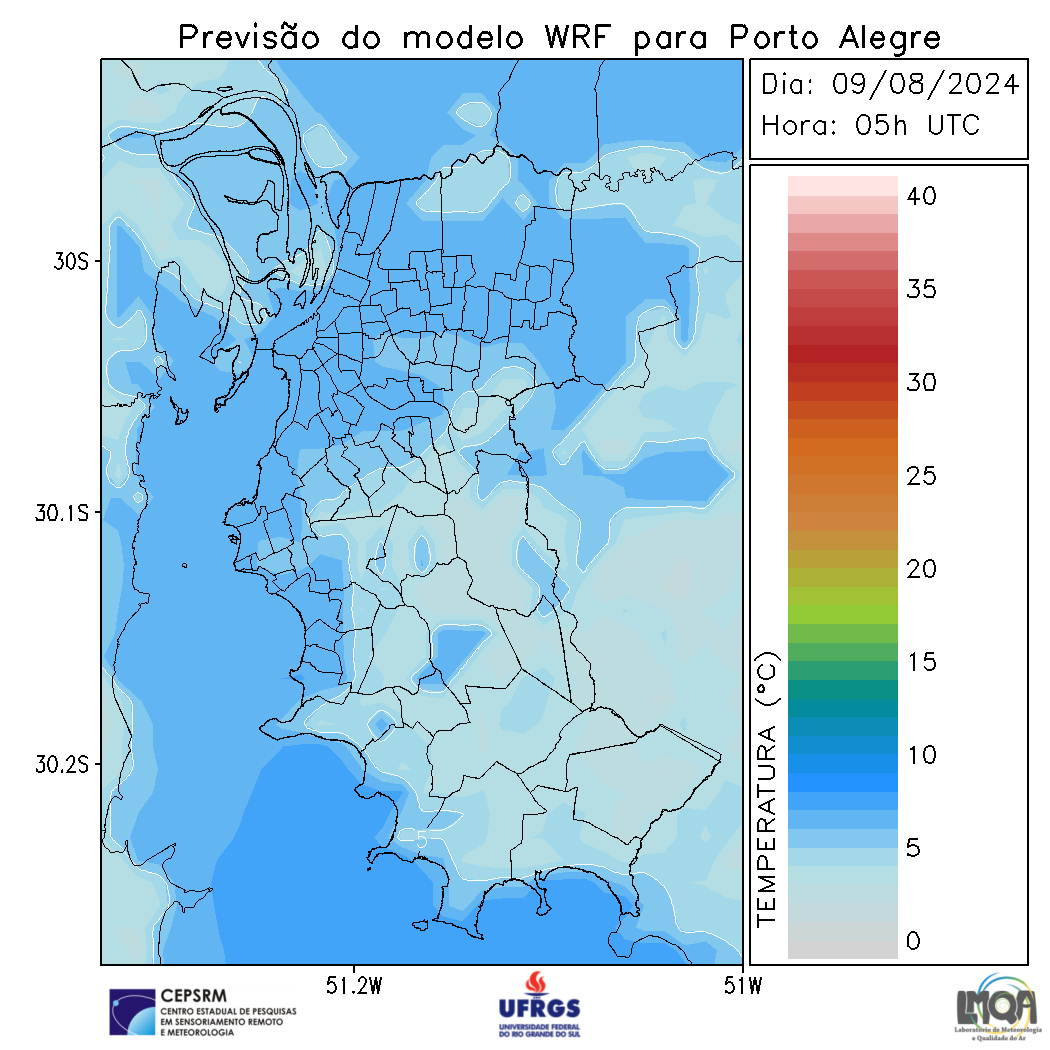 Previsão do modelo WRF para Porto Alegre
Dia: 09/08/2024
Hora: 05h UTC
40
35
30
25
20
15
10
5
0
TEMPERATURA (°C)
30S
30.1S
30.2S
5
51.2W
51W
CEPSRM
CENTRO ESTADUAL DE PESQUISAS
EM SENSORIAMENTO REMOTO
E METEOROLOGIA
UFRGS
UNIVERSIDADE FEDERAL
DO RIO GRANDE DO SUL
LMQA
Laboratório de Meteorologia
e Qualidade do Ar